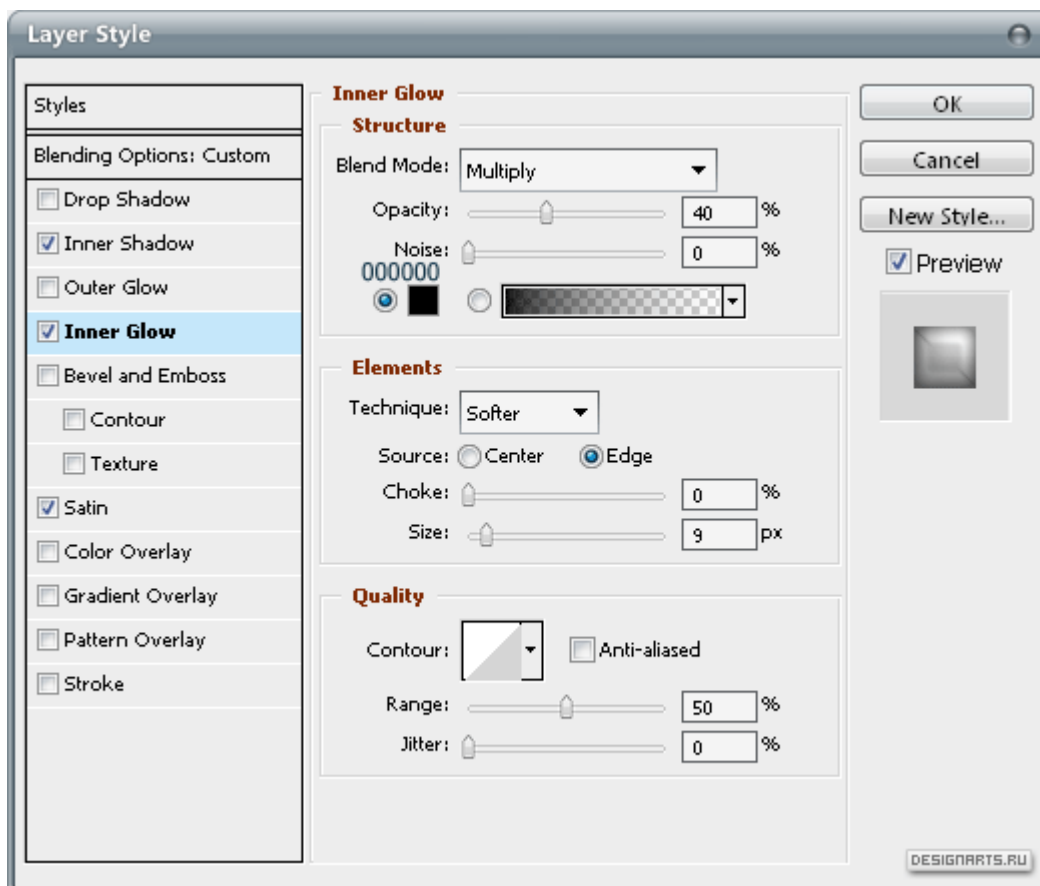 Layer Style
Styles
Blending Options: Custom
Drop Shadow
Inner Shadow
Outer Glow
Inner Glow
Bevel and Emboss
Contour
Texture
Satin
Color Overlay
Gradient Overlay
Pattern Overlay
Stroke
Inner Glow
Structure
Blend Mode: Multiply
Opacity: 40 %
Noise: 0 %
000000
Elements
Technique: Softer
Source: Center Edge
Choke: 0 %
Size: 9 px
Quality
Contour: Anti-aliased
Range: 50 %
Jitter: 0 %
OK
Cancel
New Style...
Preview
DESIGNARTS.RU